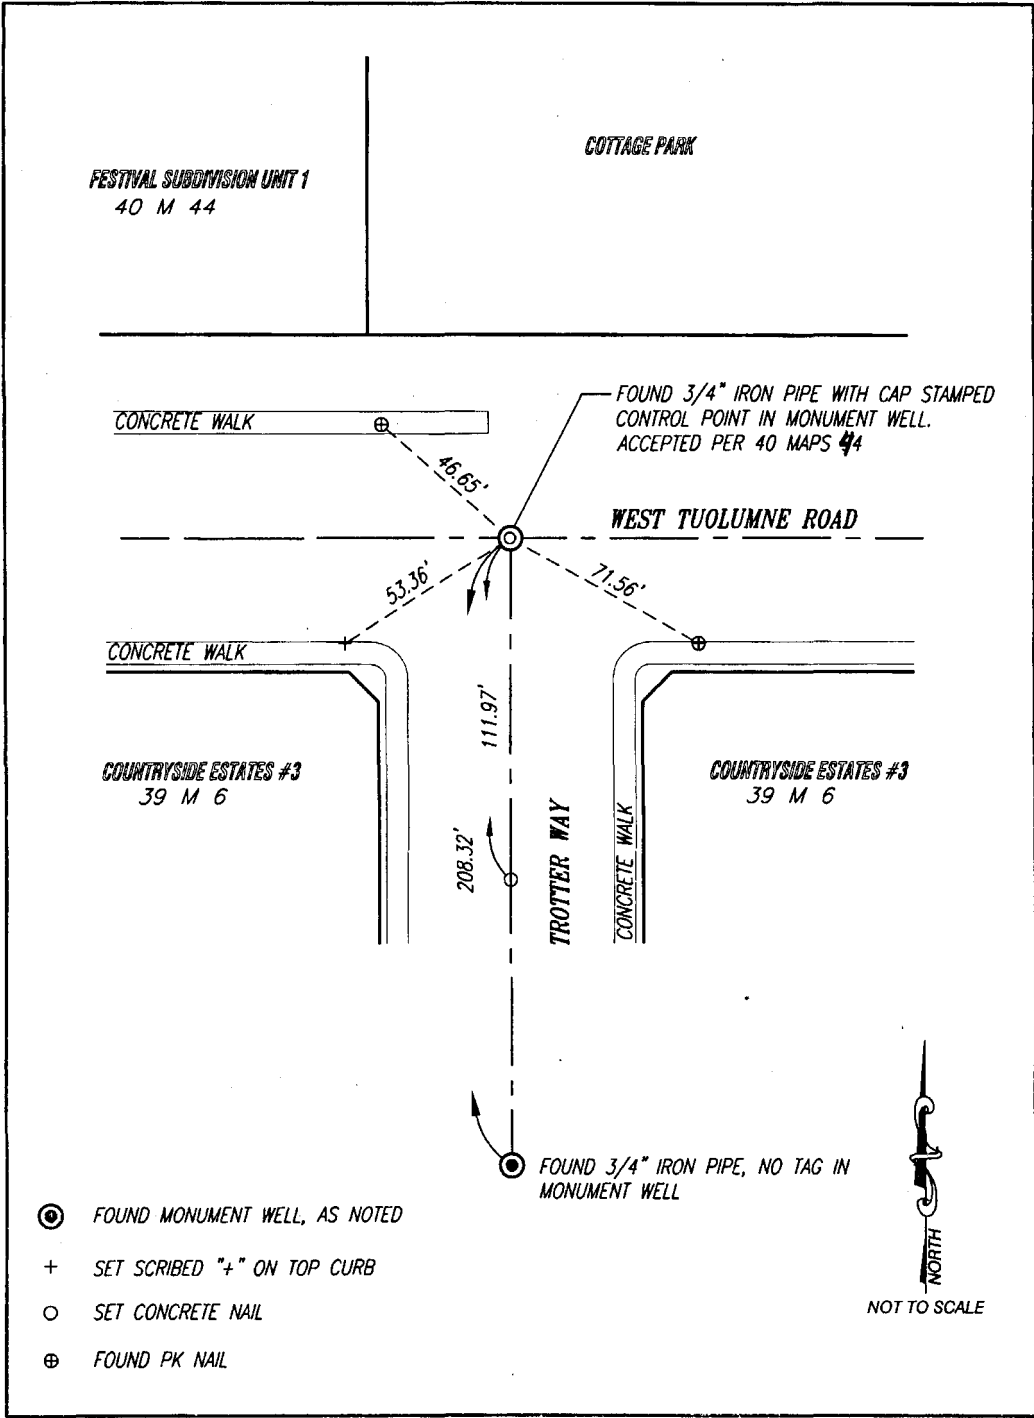 COTTAGE PARK
FESTIVAL SUBDIVISION UNIT 1
40 M 44
FOUND 3/4" IRON PIPE WITH CAP STAMPED
CONTROL POINT IN MONUMENT WELL.
ACCEPTED PER 40 MAPS 44
CONCRETE WALK
46.65'
WEST TUOLUMNE ROAD
53.36'
71.56'
CONCRETE WALK
111.97'
COUNTRYSIDE ESTATES #3
39 M 6
COUNTRYSIDE ESTATES #3
39 M 6
208.32'
TROTTER WAY
CONCRETE WALK
FOUND 3/4" IRON PIPE, NO TAG IN
MONUMENT WELL
FOUND MONUMENT WELL, AS NOTED
+ SET SCRIBED "+" ON TOP CURB
SET CONCRETE NAIL
FOUND PK NAIL
NORTH
NOT TO SCALE